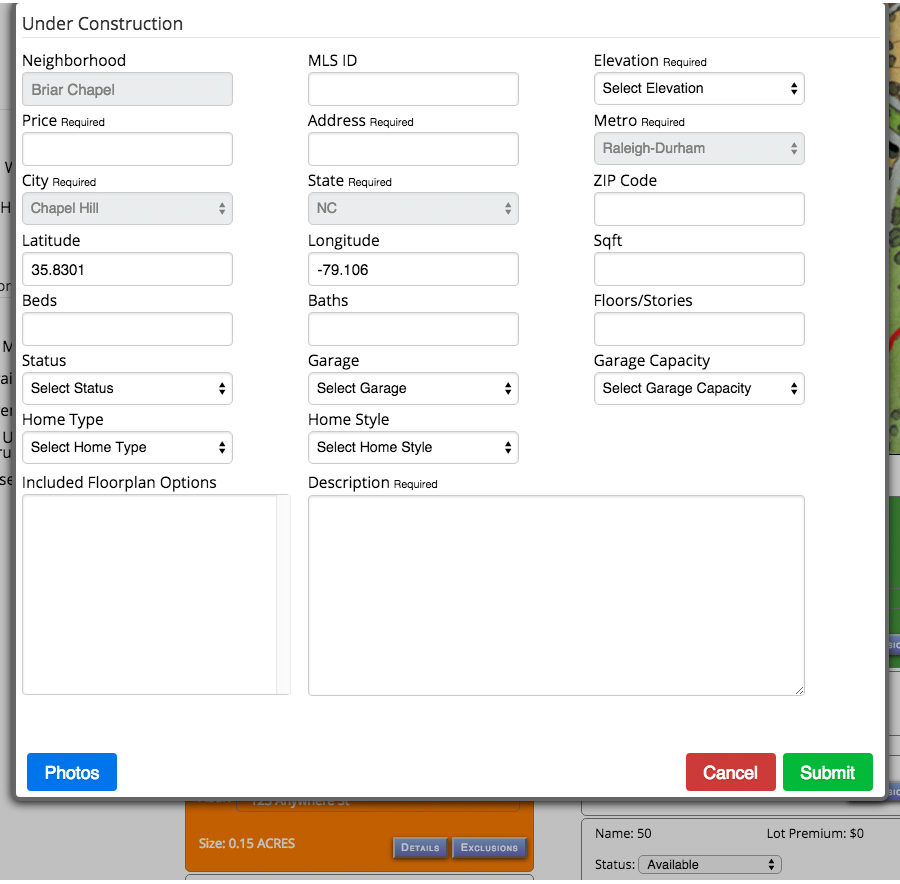 Under Construction
Neighborhood MLS ID Elevation Required
Briar Chapel Select Elevation
Price Required Address Required Metro Required
Raleigh-Durham
City Required State Required ZIP Code
Chapel Hill NC
Latitude Longitude Sqft
35.8301 -79.106
Beds Baths Floors/Stories
Status Garage Garage Capacity
Select Status Select Garage Select Garage Capacity
Home Type Home Style
Select Home Type Select Home Style
Included Floorplan Options Description Required
Photos Cancel Submit
123 Anywhere St
Size: 0.15 ACRES DETAILS EXCLUSIONS
Name: 50 Lot Premium: $0
Status: Available